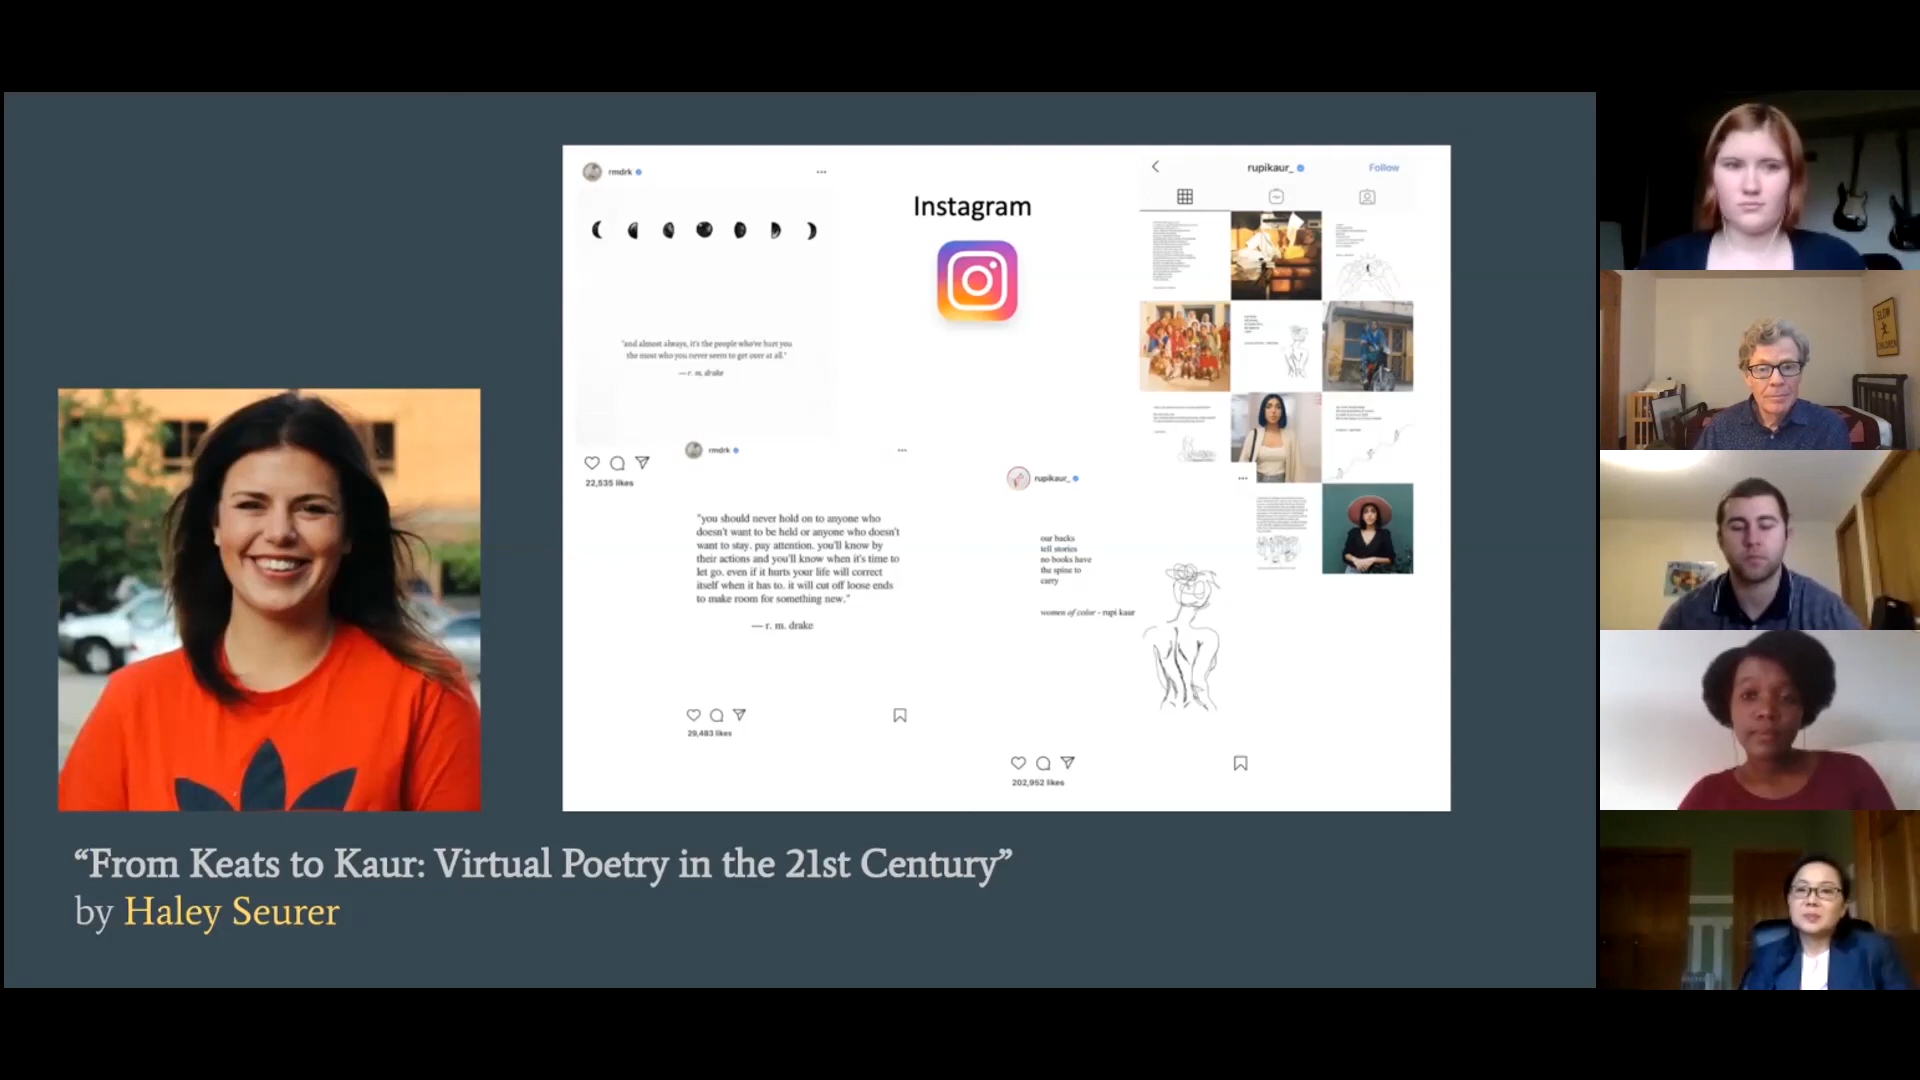 rmdrk
"and almost always, it's the people who've hurt you
the most who you never seem to get over at all."
— r. m. drake
22,535 likes
Instagram
rupikaur_
Follow
rmdrk
"you should never hold on to anyone who
doesn't want to be held or anyone who doesn't
want to stay. pay attention. you'll know by
their actions and you'll know when it's time to
let go. even if it hurts your life will correct
itself when it has to. it will cut off loose ends
to make room for something new."
— r. m. drake
29,483 likes
rupikaur_
our backs
tell stories
no books have
the spine to
carry
women of color - rupi kaur
202,952 likes
“From Keats to Kaur: Virtual Poetry in the 21st Century”
by Haley Seurer
SLOW
CHILDREN